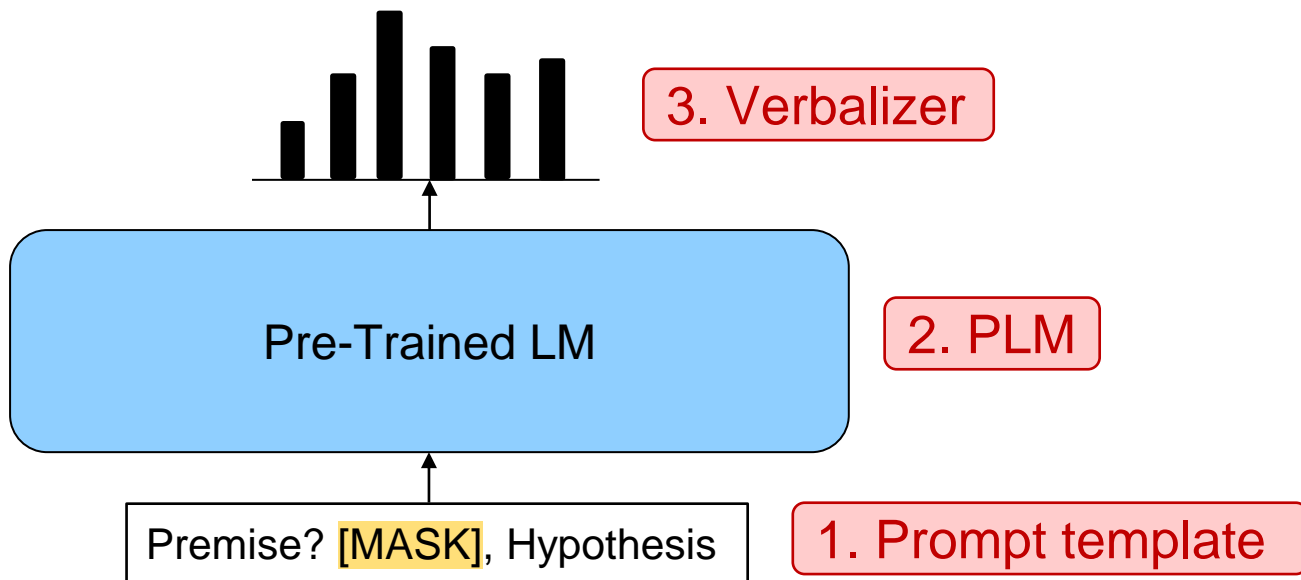 3. Verbalizer
Pre-Trained LM
2. PLM
Premise? [MASK], Hypothesis
1. Prompt template